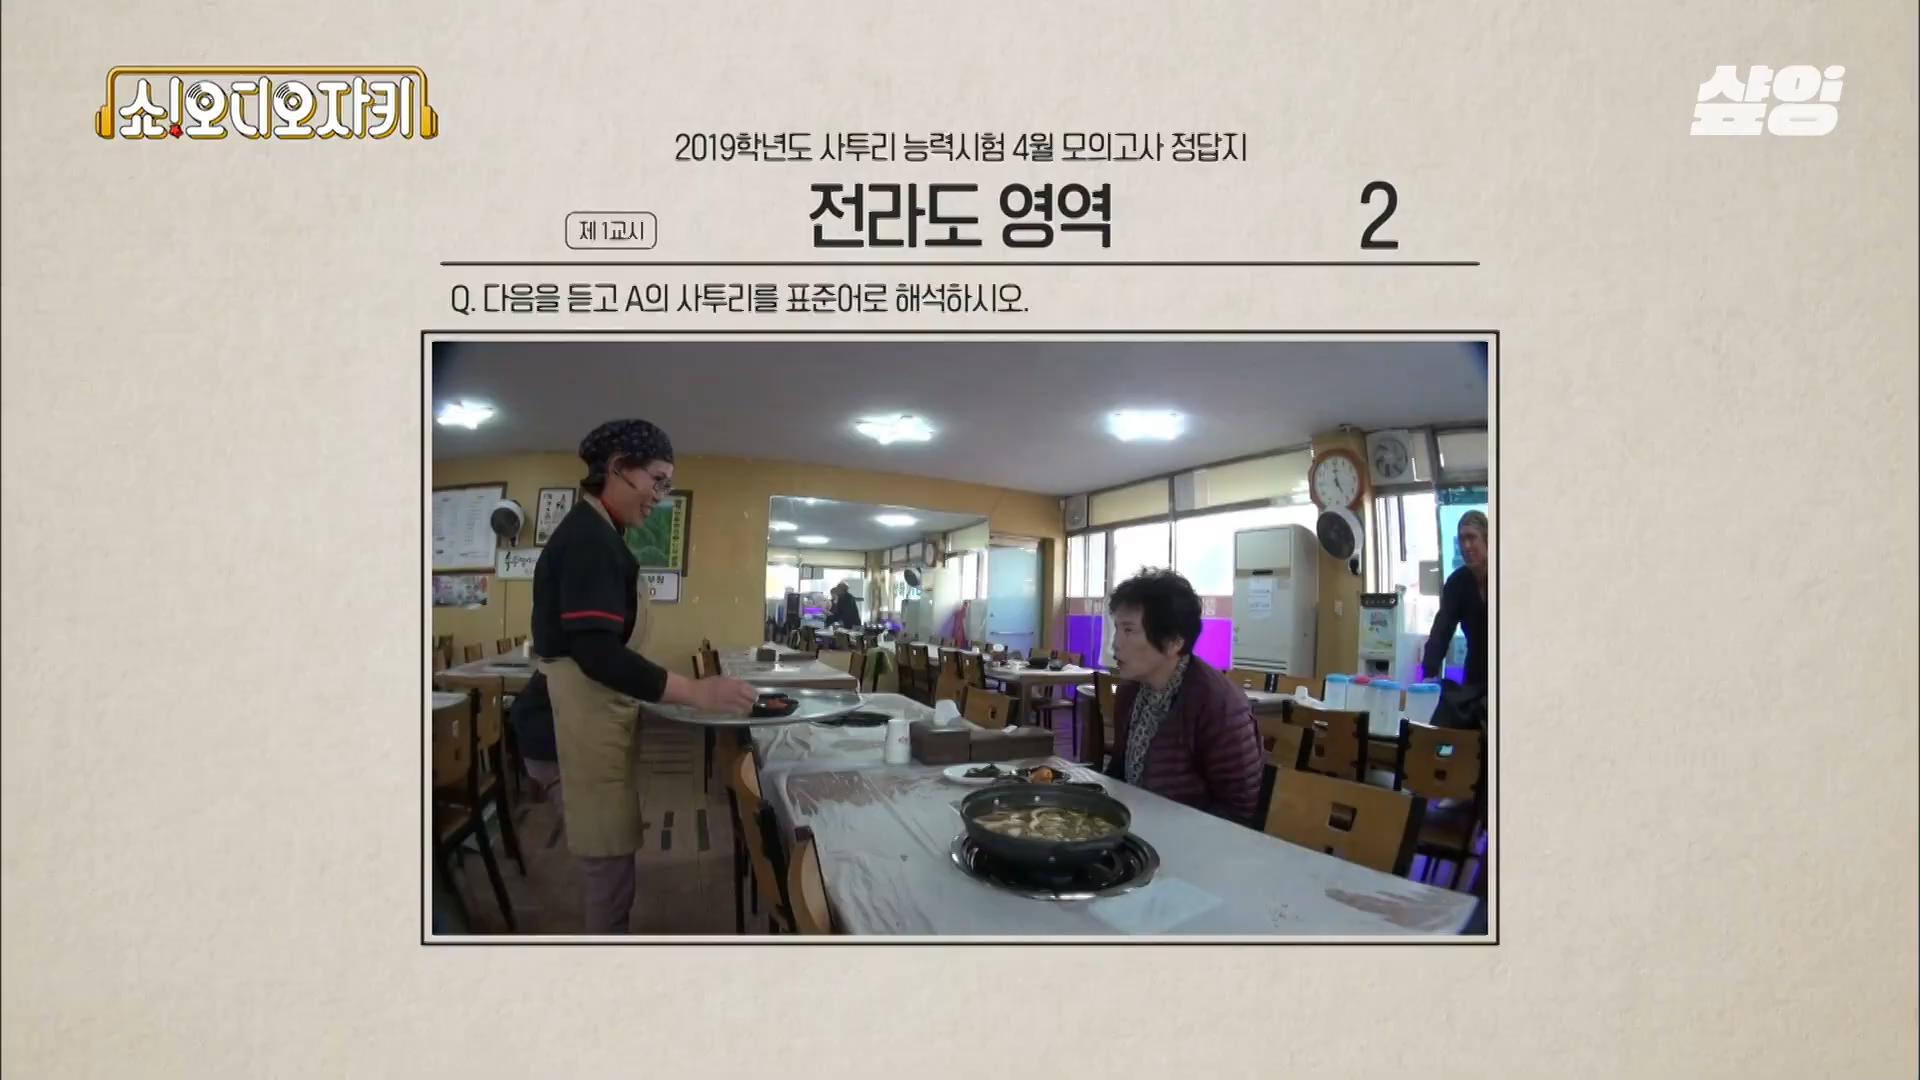 쇼!오디오자키
샾잉
2019학년도 사투리 능력시험 4월 모의고사 정답지
제 1교시
전라도 영역
2
Q. 다음을 듣고 A의 사투리를 표준어로 해석하시오.